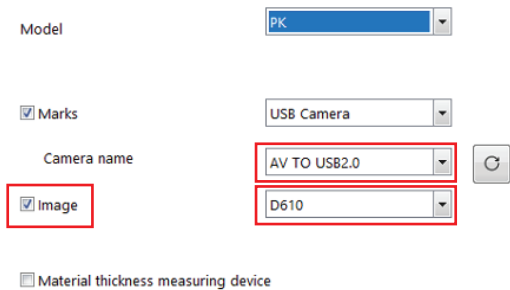 Model PK
Marks USB Camera
Camera name AV TO USB2.0
Image D610
Material thickness measuring device